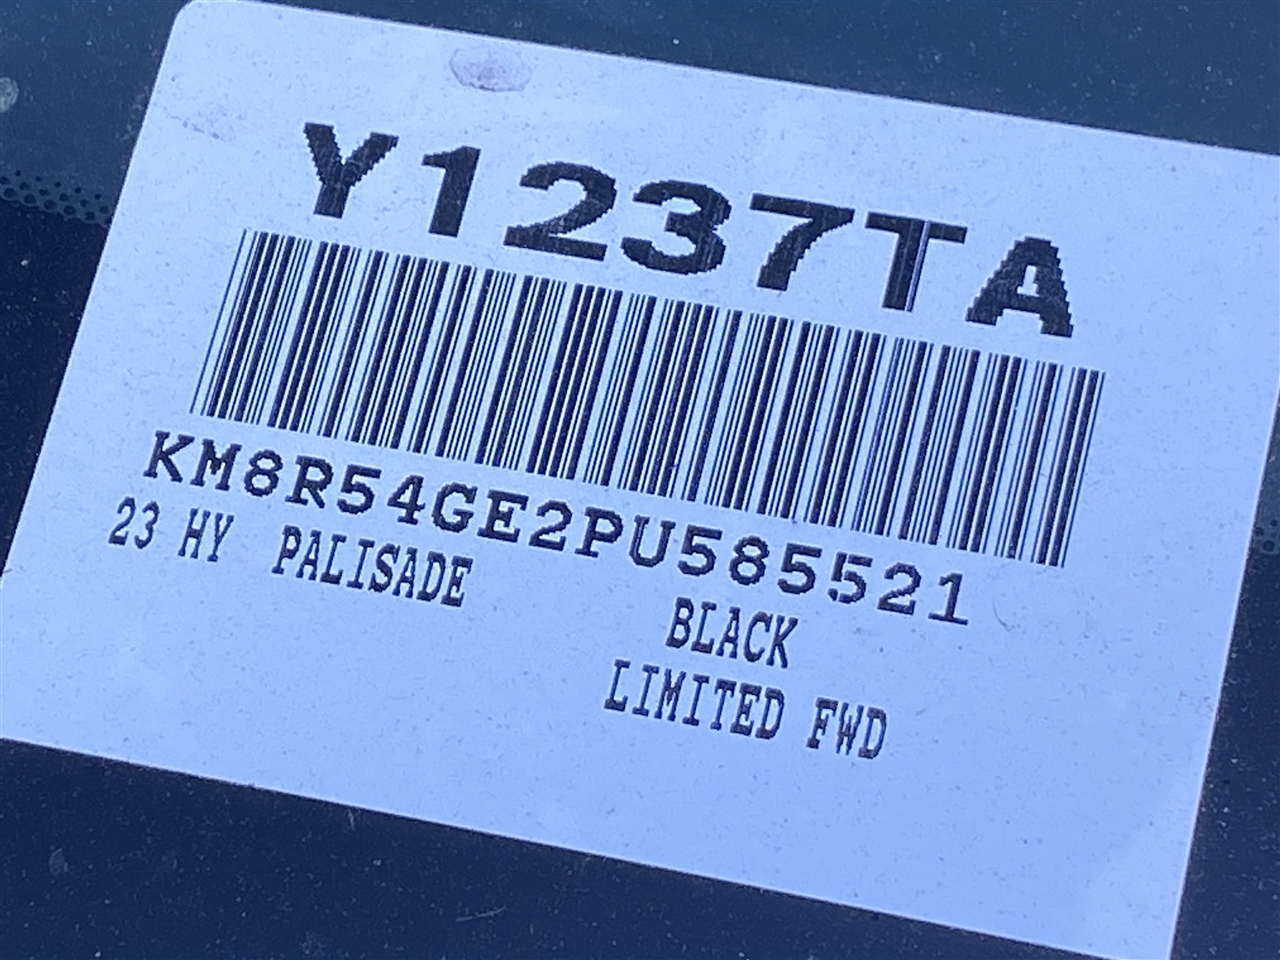 Y1237TA
KM8R54GE2PU585521
23 HY PALISADE
BLACK
LIMITED FWD